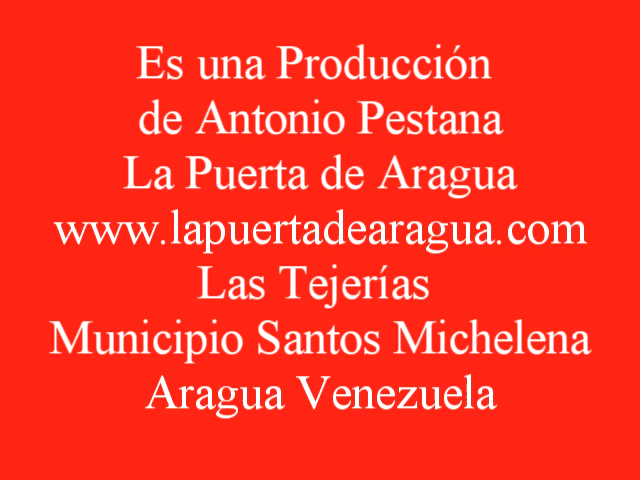 Es una Producción
de Antonio Pestana
La Puerta de Aragua
www.lapuertadearagua.com
Las Tejerías
Municipio Santos Michelena
Aragua Venezuela